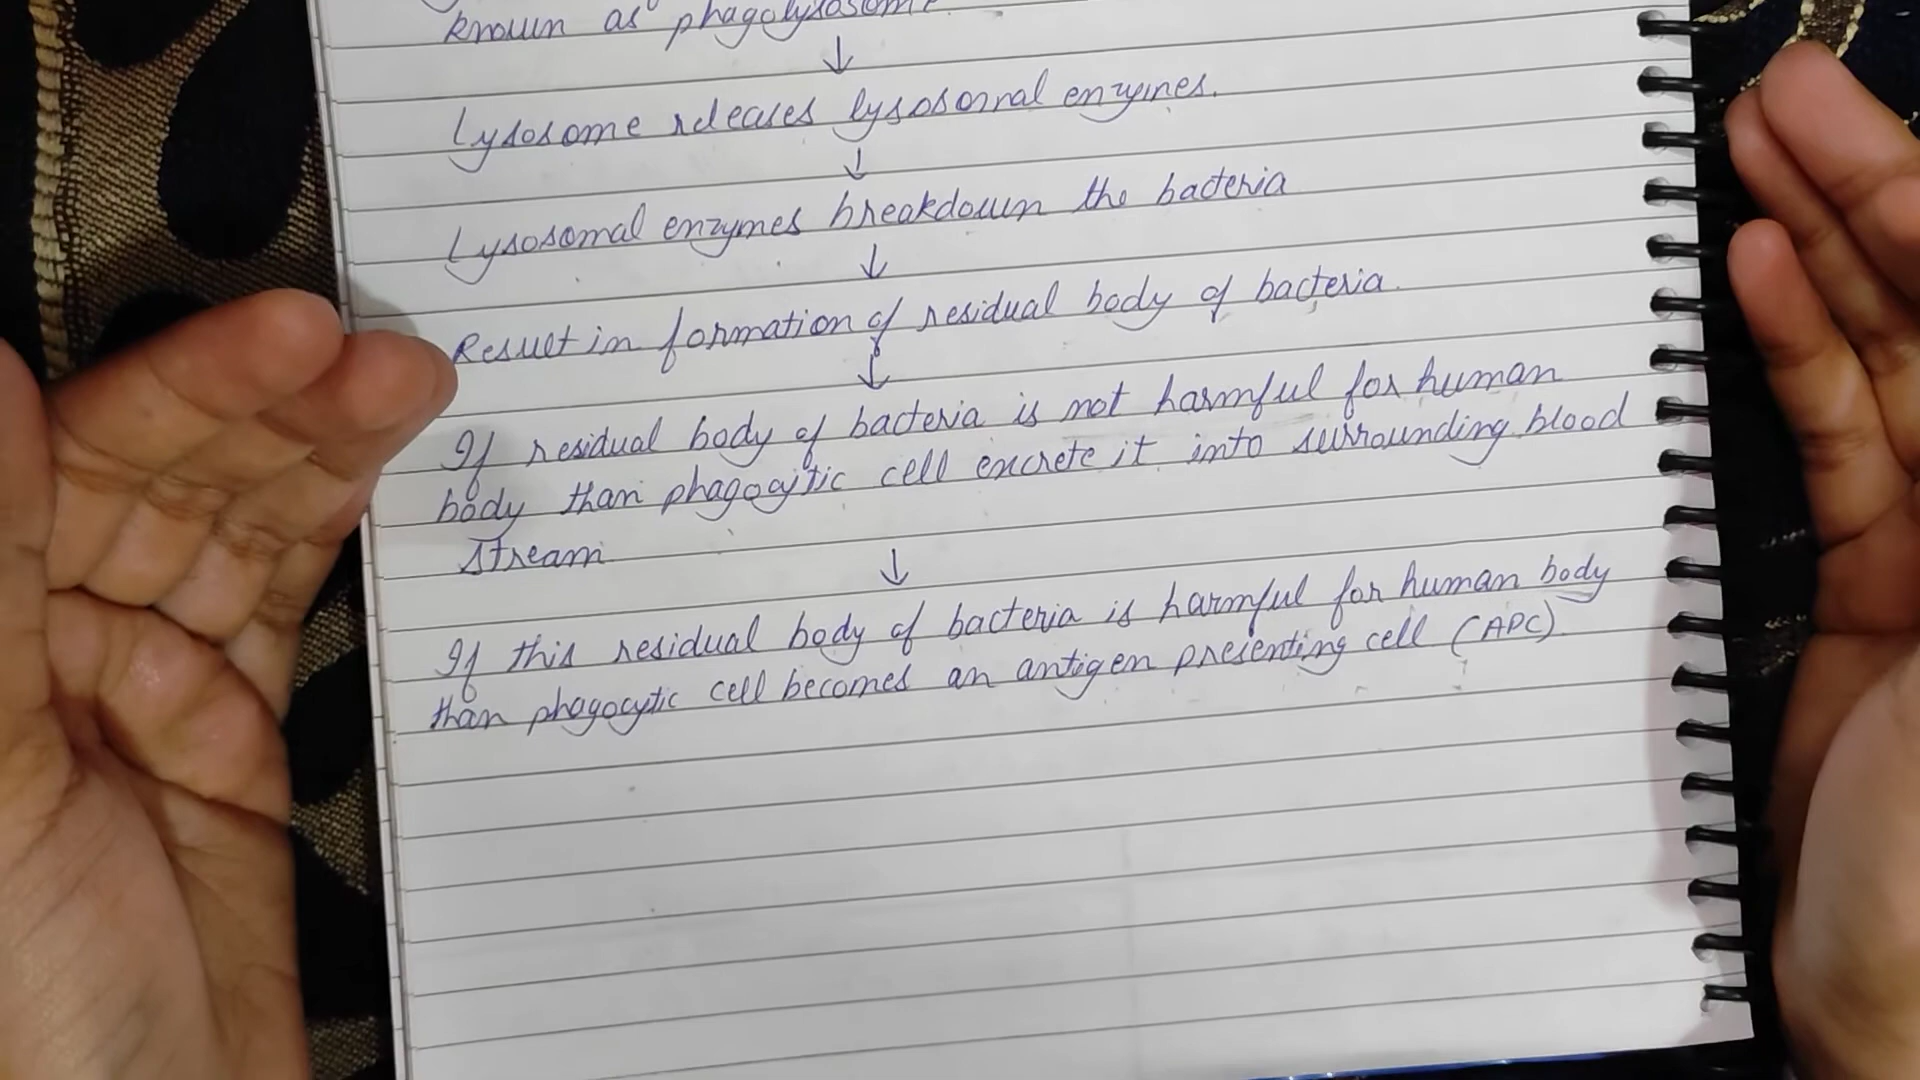 known as phagolysosome
Lysosome releases lysosomal enzymes.
Lysosomal enzymes breakdown the bacteria
Result in formation of residual body of bacteria.
If residual body of bacteria is not harmful for human
body than phagocytic cell excrete it into surrounding blood
stream
If this residual body of bacteria is harmful for human body
than phagocytic cell becomes an antigen presenting cell (APC).